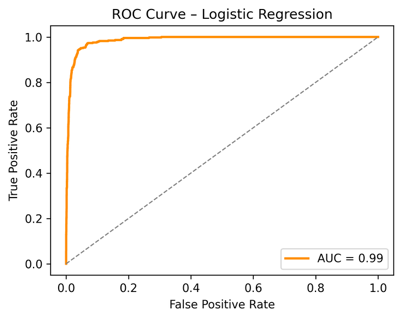 ROC Curve – Logistic Regression
1.0
0.8
0.6
0.4
0.2
0.0
True Positive Rate
AUC = 0.99
0.0 0.2 0.4 0.6 0.8 1.0
False Positive Rate